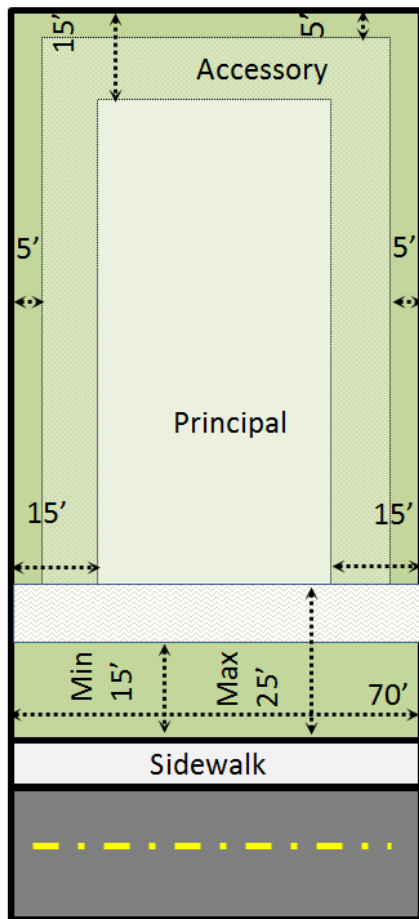 15’
5’
Accessory
5’
5’
Principal
15’
15’
Min
15’
Max
25’
70’
Sidewalk